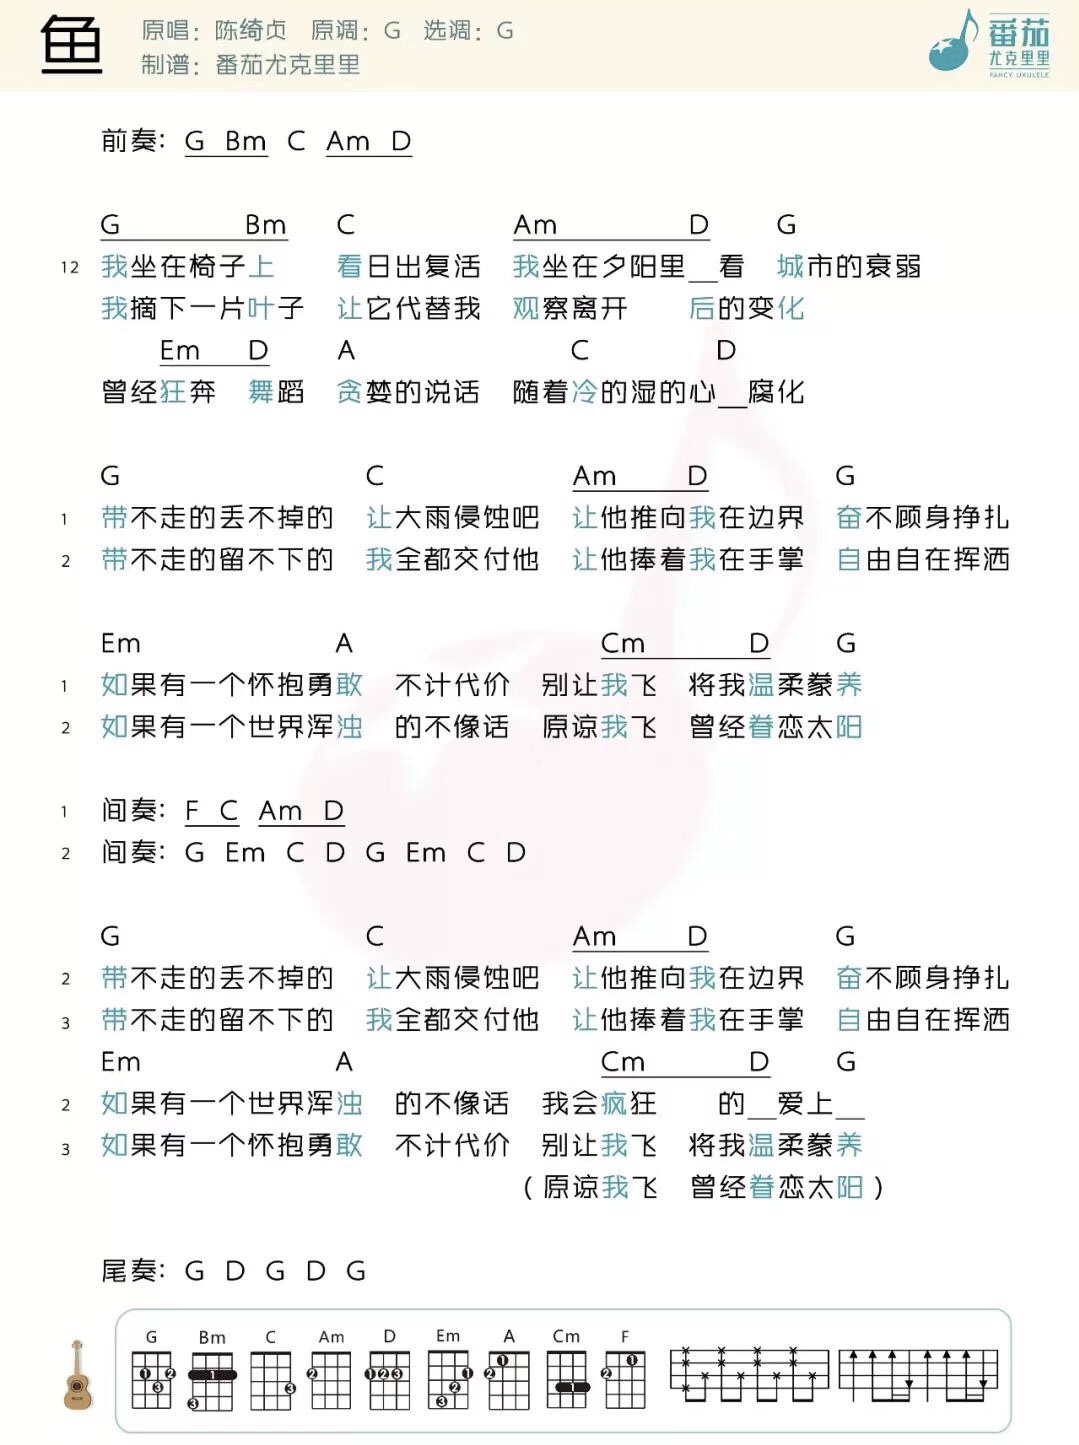 鱼
原唱：陈绮贞 原调：G 选调：G
制谱：番茄尤克里里
番茄
尤克里里
FANCY UKULELE
前奏：G Bm C Am D
G Bm C Am D G
12 我坐在椅子上 看日出复活 我坐在夕阳里__看 城市的衰弱
我摘下一片叶子 让它代替我 观察离开 后的变化
Em D A C D
曾经狂奔 舞蹈 贪婪的说话 随着冷的湿的心__腐化
G C Am D G
1 带不走的丢不掉的 让大雨侵蚀吧 让他推向我在边界 奋不顾身挣扎
2 带不走的留不下的 我全都交付他 让他捧着我在手掌 自由自在挥洒
Em A Cm D G
1 如果有一个怀抱勇敢 不计代价 别让我飞 将我温柔豢养
2 如果有一个世界浑浊 的不像话 原谅我飞 曾经眷恋太阳
1 间奏：F C Am D
2 间奏：G Em C D G Em C D
G C Am D G
2 带不走的丢不掉的 让大雨侵蚀吧 让他推向我在边界 奋不顾身挣扎
3 带不走的留不下的 我全都交付他 让他捧着我在手掌 自由自在挥洒
Em A Cm D G
2 如果有一个世界浑浊 的不像话 我会疯狂 的__爱上__
3 如果有一个怀抱勇敢 不计代价 别让我飞 将我温柔豢养
（原谅我飞 曾经眷恋太阳）
尾奏：G D G D G
G Bm C Am D Em A Cm F